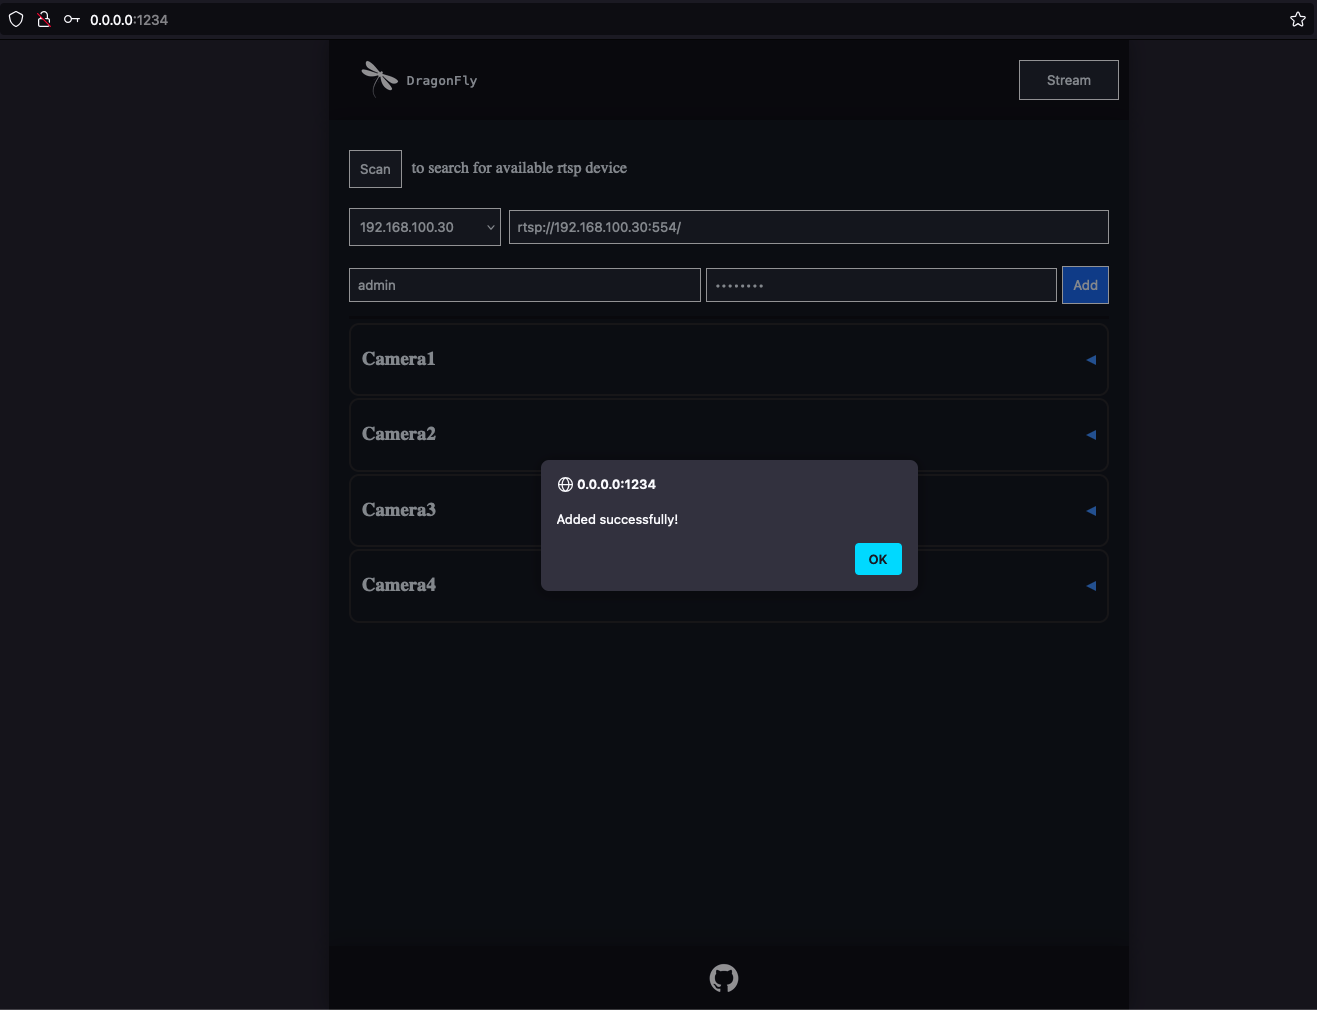 0.0.0.0:1234
DragonFly
Stream
Scan to search for available rtsp device
192.168.100.30 rtsp://192.168.100.30:554/
admin •••••••• Add
Camera1
Camera2
0.0.0.0:1234
Added successfully!
Camera3
OK
Camera4